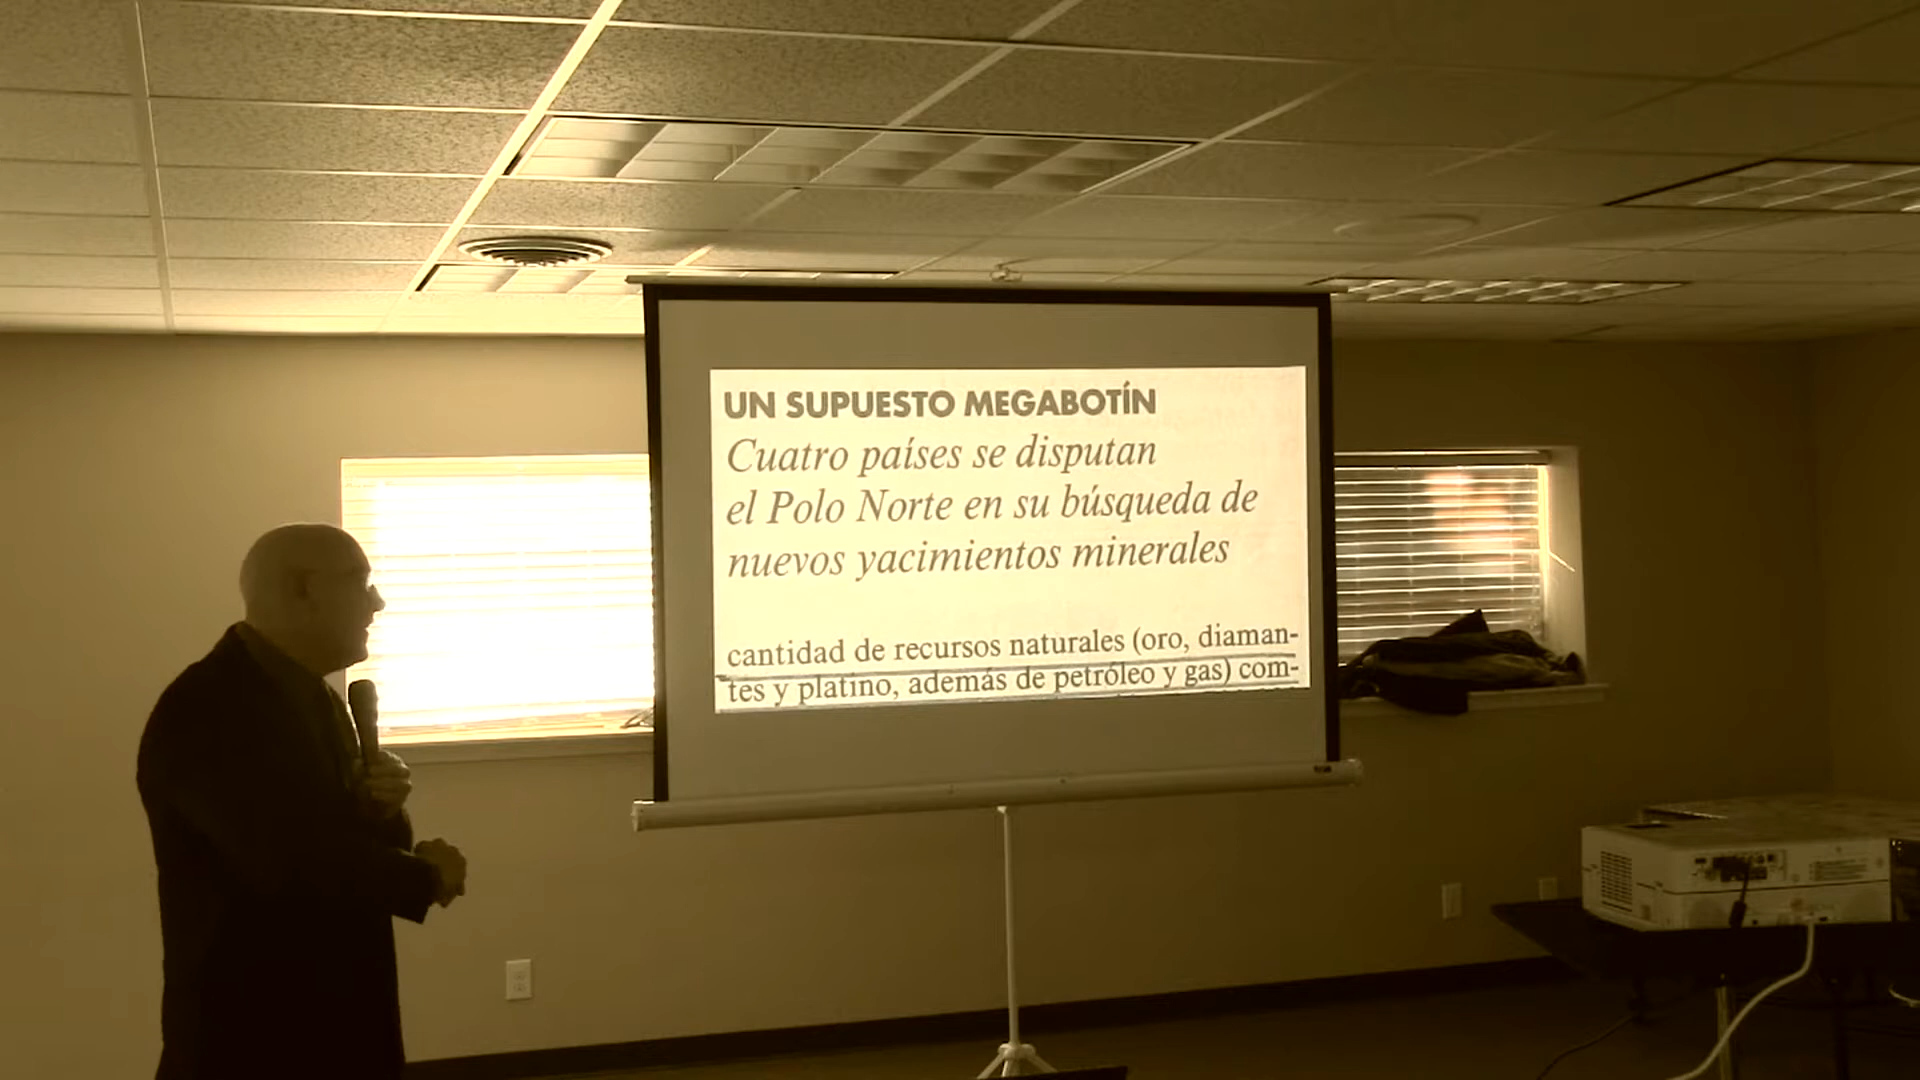 UN SUPUESTO MEGABOTÍN
Cuatro países se disputan
el Polo Norte en su búsqueda de
nuevos yacimientos minerales
cantidad de recursos naturales (oro, diaman-
tes y platino, además de petróleo y gas) com-